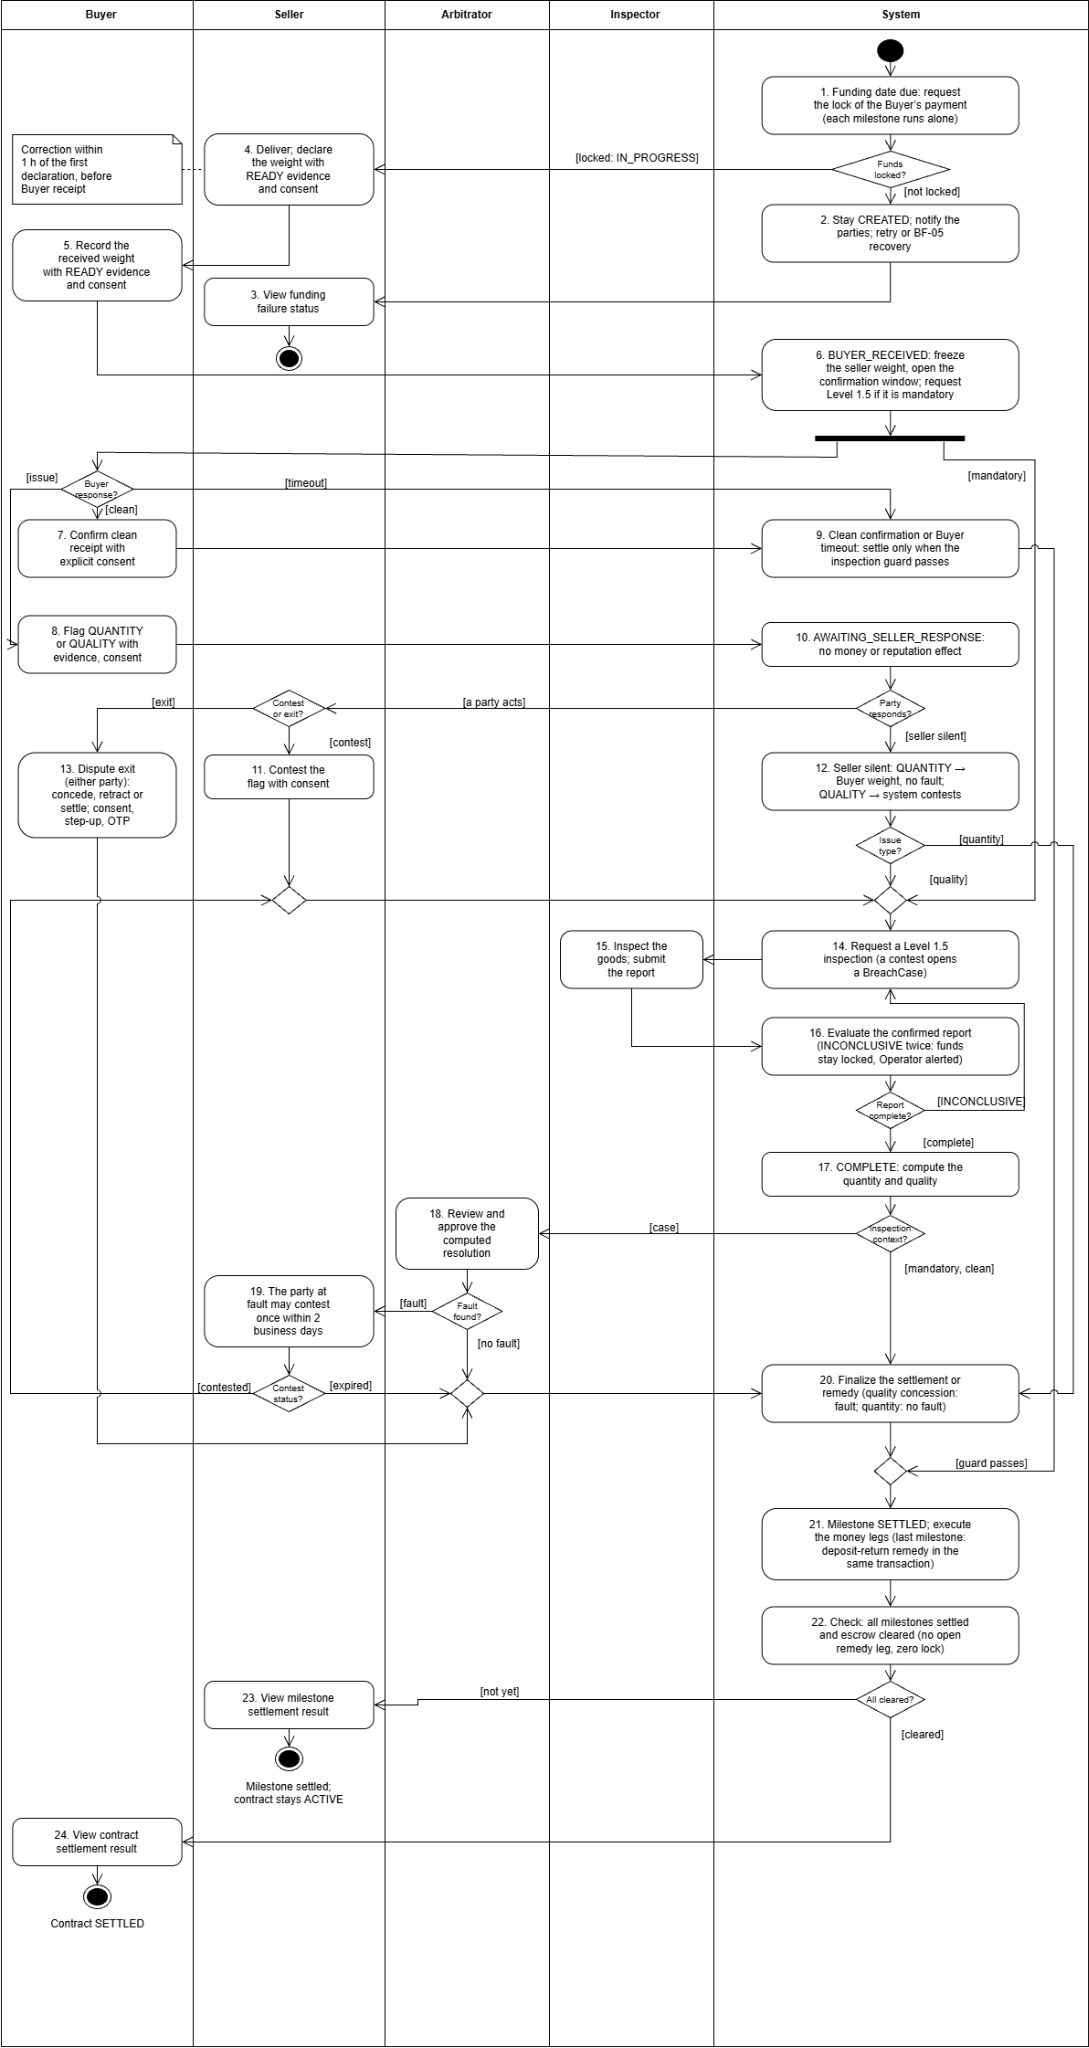 Buyer
Seller
Arbitrator
Inspector
System
1. Funding date due: request
the lock of the Buyer's payment
(each milestone runs alone)
Correction within
1 h of the first
declaration, before
Buyer receipt
4. Deliver; declare
the weight with
READY evidence
and consent
[locked: IN_PROGRESS]
Funds
locked?
[not locked]
2. Stay CREATED; notify the
parties; retry or BF-05
recovery
5. Record the
received weight
with READY evidence
and consent
3. View funding
failure status
6. BUYER_RECEIVED: freeze
the seller weight, open the
confirmation window; request
Level 1.5 if it is mandatory
[issue]
Buyer
response?
[timeout]
[mandatory]
[clean]
7. Confirm clean
receipt with
explicit consent
9. Clean confirmation or Buyer
timeout: settle only when the
inspection guard passes
8. Flag QUANTITY
or QUALITY with
evidence, consent
10. AWAITING_SELLER_RESPONSE:
no money or reputation effect
[exit]
Contest
or exit?
[a party acts]
Party
responds?
[contest]
[seller silent]
13. Dispute exit
(either party):
concede, retract or
settle; consent,
step-up, OTP
11. Contest the
flag with consent
12. Seller silent: QUANTITY →
Buyer weight, no fault;
QUALITY → system contests
Issue
type?
[quantity]
[quality]
15. Inspect the
goods; submit
the report
14. Request a Level 1.5
inspection (a contest opens
a BreachCase)
16. Evaluate the confirmed report
(INCONCLUSIVE twice: funds
stay locked, Operator alerted)
Report
complete?
[INCONCLUSIVE]
[complete]
17. COMPLETE: compute the
quantity and quality
18. Review and
approve the
computed
resolution
[case]
Inspection
context?
[mandatory, clean]
19. The party at
fault may contest
once within 2
business days
[fault]
Fault
found?
[no fault]
[contested]
Contest
status?
[expired]
20. Finalize the settlement or
remedy (quality concession:
fault; quantity: no fault)
[guard passes]
21. Milestone SETTLED; execute
the money legs (last milestone:
deposit-return remedy in the
same transaction)
22. Check: all milestones settled
and escrow cleared (no open
remedy leg, zero lock)
23. View milestone
settlement result
[not yet]
All cleared?
[cleared]
Milestone settled;
contract stays ACTIVE
24. View contract
settlement result
Contract SETTLED